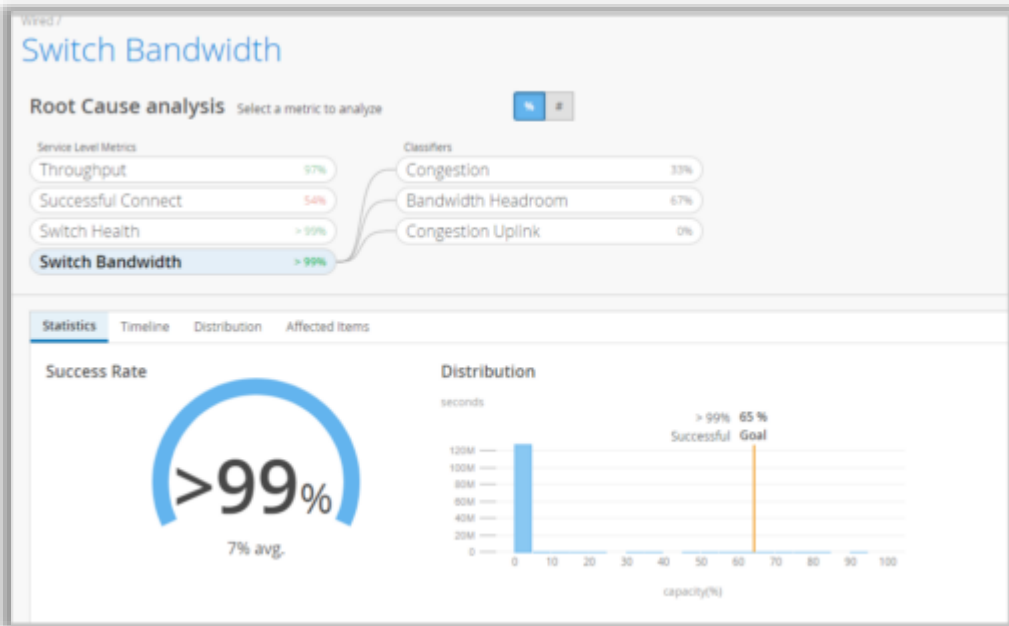 Wired /
Switch Bandwidth
Root Cause analysis Select a metric to analyze % #
Service Level Metrics
Throughput 97%
Successful Connect 54%
Switch Health > 99%
Switch Bandwidth > 99%
Classifiers
Congestion 33%
Bandwidth Headroom 67%
Congestion Uplink 0%
Statistics Timeline Distribution Affected Items
Success Rate
>99%
7% avg.
Distribution
seconds
> 99% 65 %
Successful Goal
120M
100M
80M
60M
40M
20M
0
0 10 20 30 40 50 60 70 80 90 100
capacity(%)